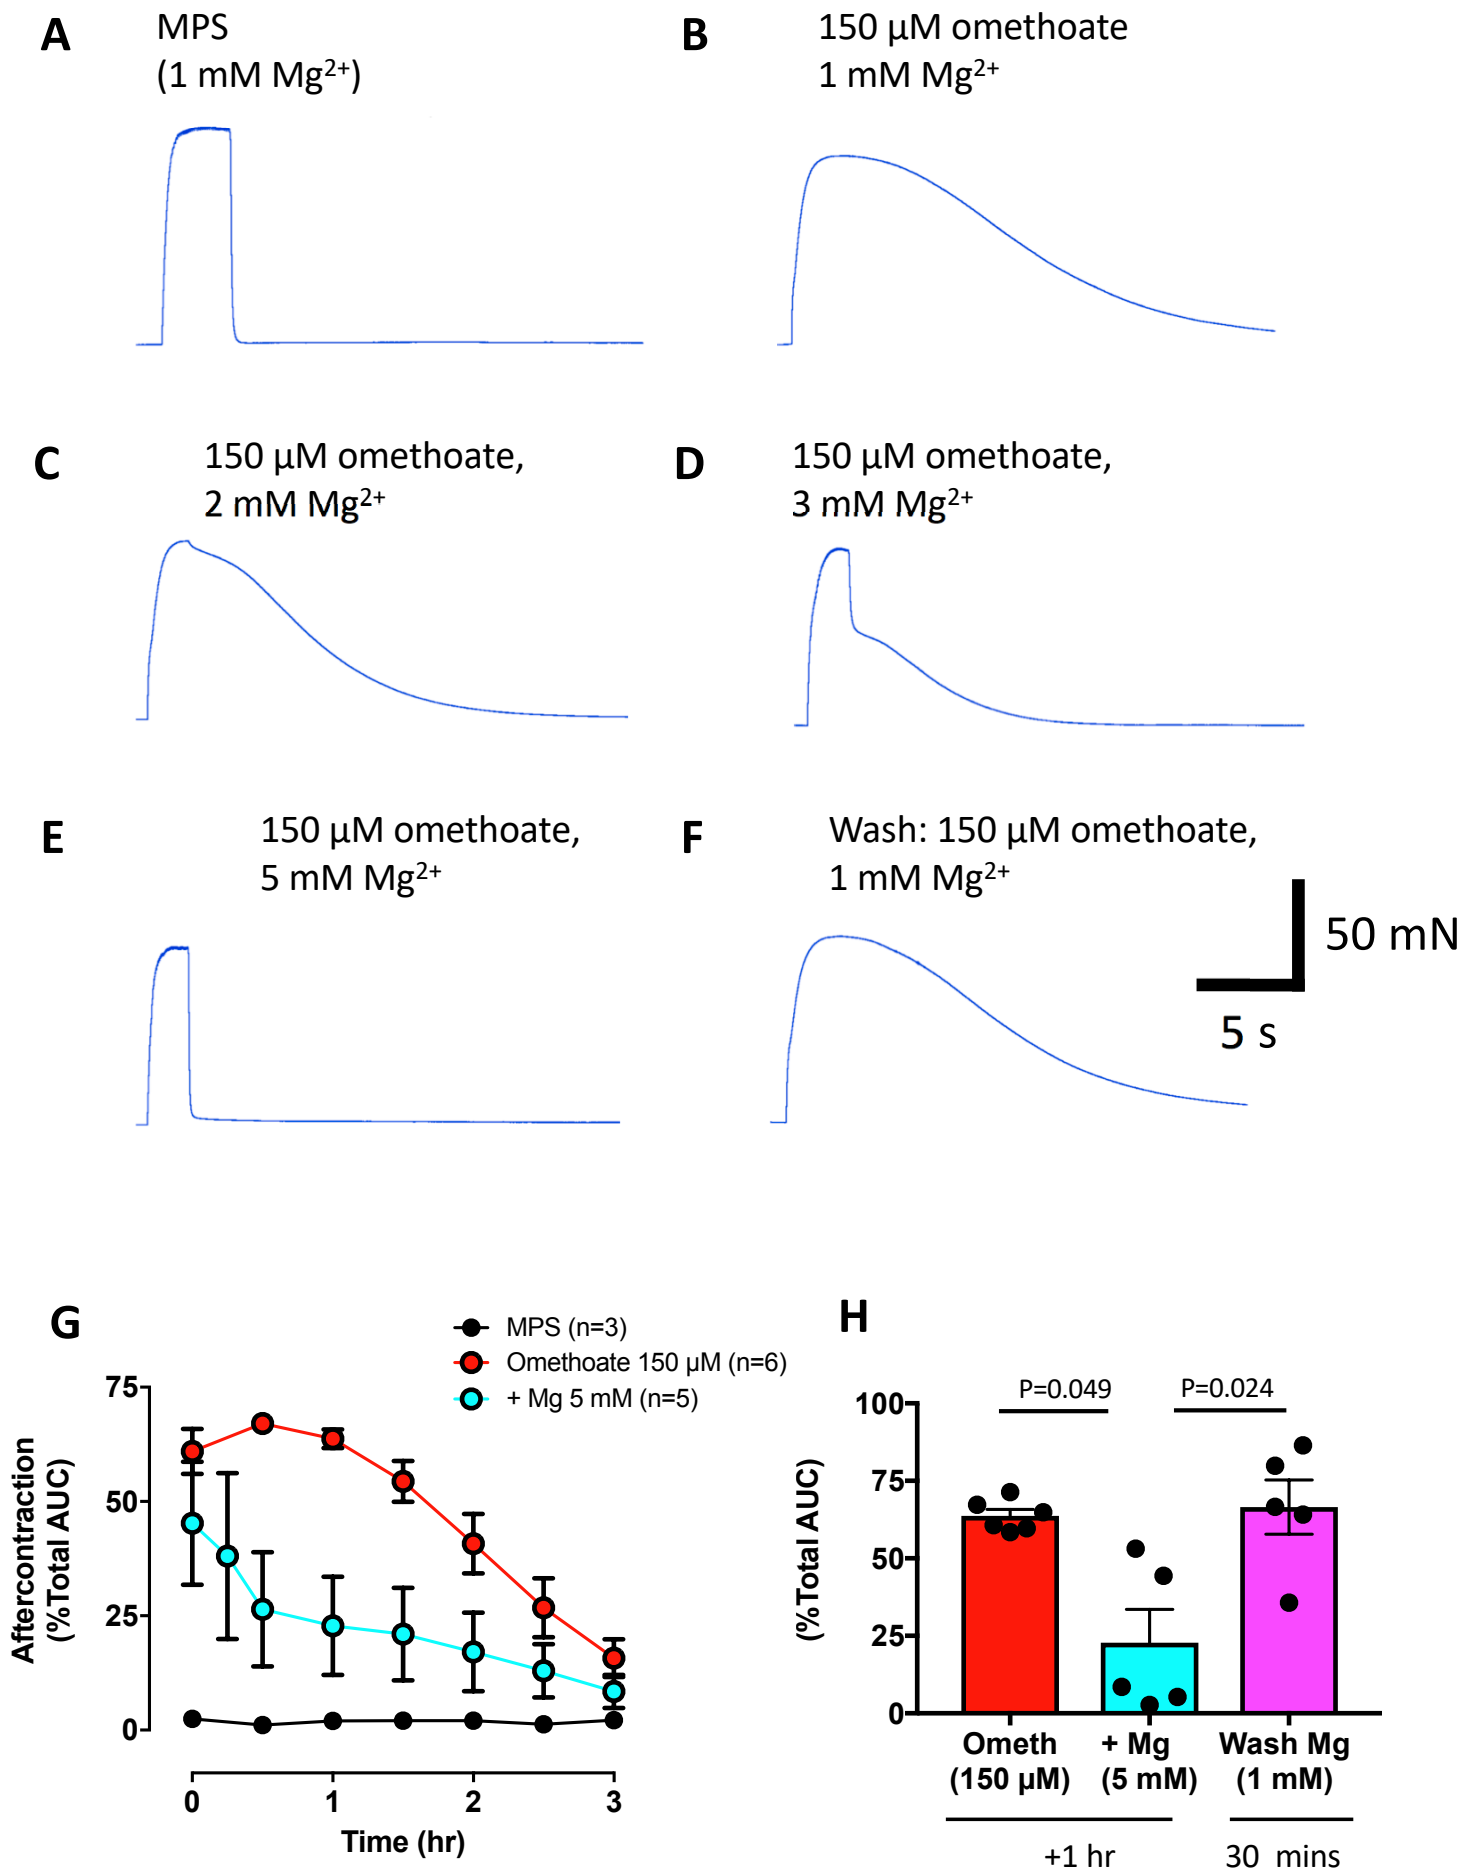 A
MPS
(1 mM Mg²⁺)
B
150 µM omethoate
1 mM Mg²⁺
C
150 µM omethoate,
2 mM Mg²⁺
D
150 µM omethoate,
3 mM Mg²⁺
E
150 µM omethoate,
5 mM Mg²⁺
F
Wash: 150 µM omethoate,
1 mM Mg²⁺
50 mN
5 s
G
MPS (n=3)
Omethoate 150 µM (n=6)
+ Mg 5 mM (n=5)
Aftercontraction
(%Total AUC)
75
50
25
0
0 1 2 3
Time (hr)
H
P=0.049 P=0.024
(%Total AUC)
100
75
50
25
0
Ometh + Mg Wash Mg
(150 µM) (5 mM) (1 mM)
+1 hr 30 mins